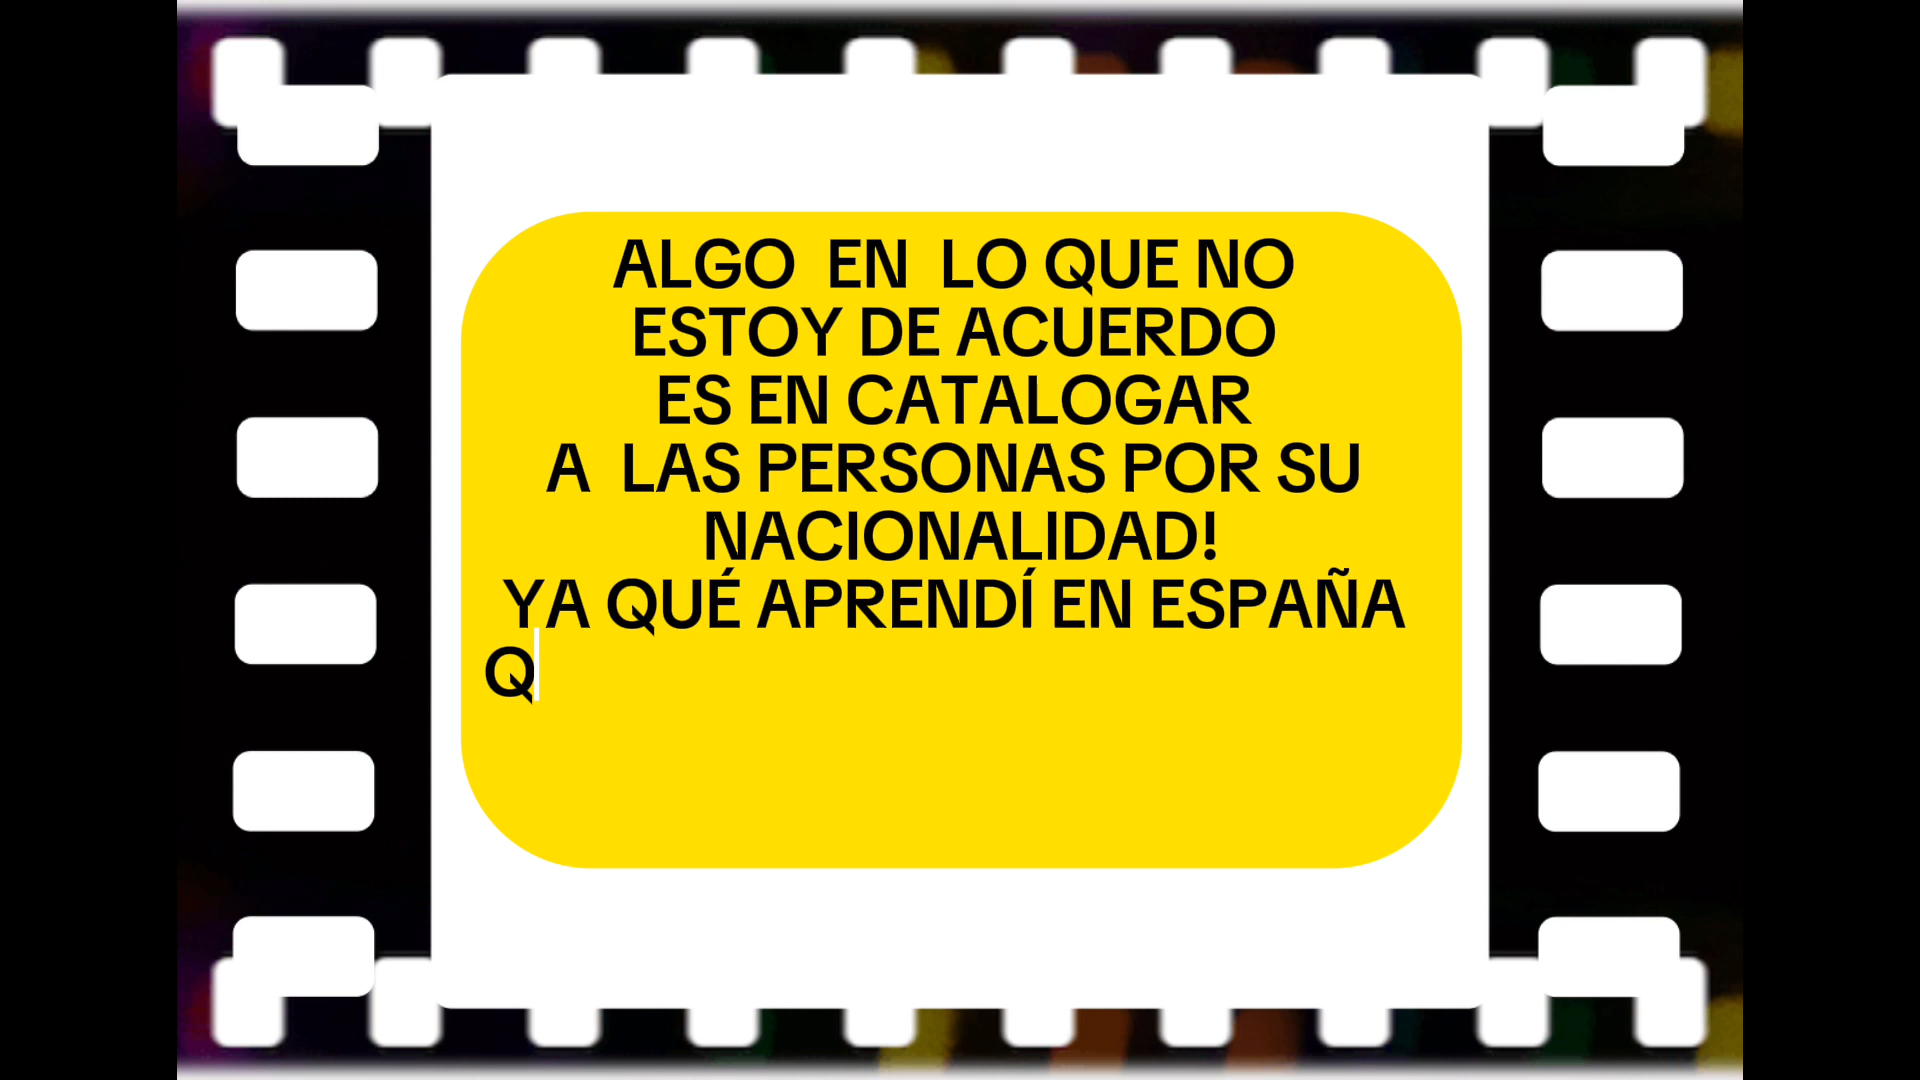 ALGO EN LO QUE NO
ESTOY DE ACUERDO
ES EN CATALOGAR
A LAS PERSONAS POR SU
NACIONALIDAD!
YA QUÉ APRENDÍ EN ESPAÑA
Q